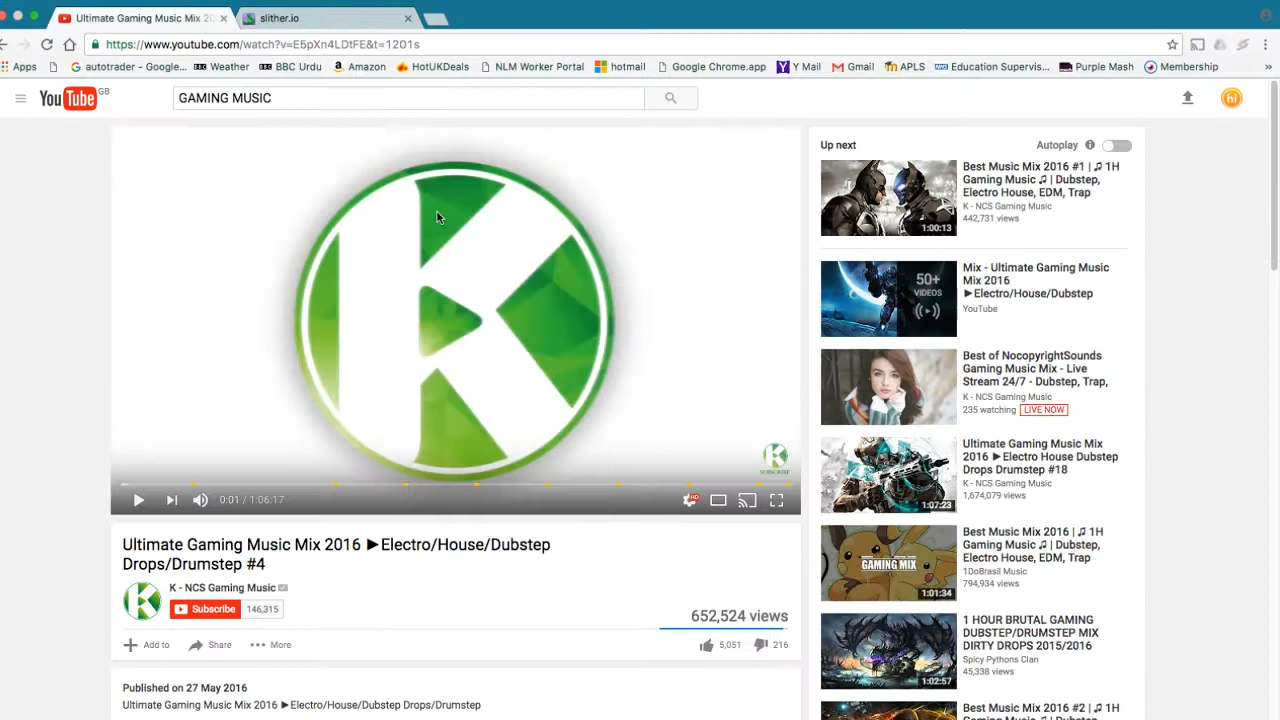 Ultimate Gaming Music Mix 20
slither.io
https://www.youtube.com/watch?v=E5pXn4LDtFE&t=1201s
Apps
autotrader - Google...
Weather
BBC Urdu
Amazon
HotUKDeals
NLM Worker Portal
hotmail
Google Chrome.app
Y Mail
Gmail
APLS
Education Supervis...
Purple Mash
Membership
»
YouTube GB
GAMING MUSIC
hi
K
SUBSCRIBE
0:01 / 1:06:17
HD
Ultimate Gaming Music Mix 2016 ►Electro/House/Dubstep
Drops/Drumstep #4
K - NCS Gaming Music
Subscribe 146,315
652,524 views
Add to
Share
More
5,051
216
Published on 27 May 2016
Ultimate Gaming Music Mix 2016 ►Electro/House/Dubstep Drops/Drumstep
Up next
Autoplay
1:00:13
Best Music Mix 2016 #1 | ♫ 1H
Gaming Music ♫ | Dubstep,
Electro House, EDM, Trap
K - NCS Gaming Music
442,731 views
50+
VIDEOS
Mix - Ultimate Gaming Music
Mix 2016
►Electro/House/Dubstep
YouTube
Best of NocopyrightSounds
Gaming Music Mix - Live
Stream 24/7 - Dubstep, Trap,
K - NCS Gaming Music
235 watching LIVE NOW
1:07:23
Ultimate Gaming Music Mix
2016 ►Electro House Dubstep
Drops Drumstep #18
K - NCS Gaming Music
1,674,079 views
GAMING MIX
1:01:34
Best Music Mix 2016 | ♫ 1H
Gaming Music ♫ | Dubstep,
Electro House, EDM, Trap
1DoBrasil Music
794,934 views
1:02:57
1 HOUR BRUTAL GAMING
DUBSTEP/DRUMSTEP MIX
DIRTY DROPS 2015/2016
Spicy Pythons Clan
45,338 views
Best Music Mix 2016 #2 | ♫ 1H
Gaming Music ♫ | Dubstep,